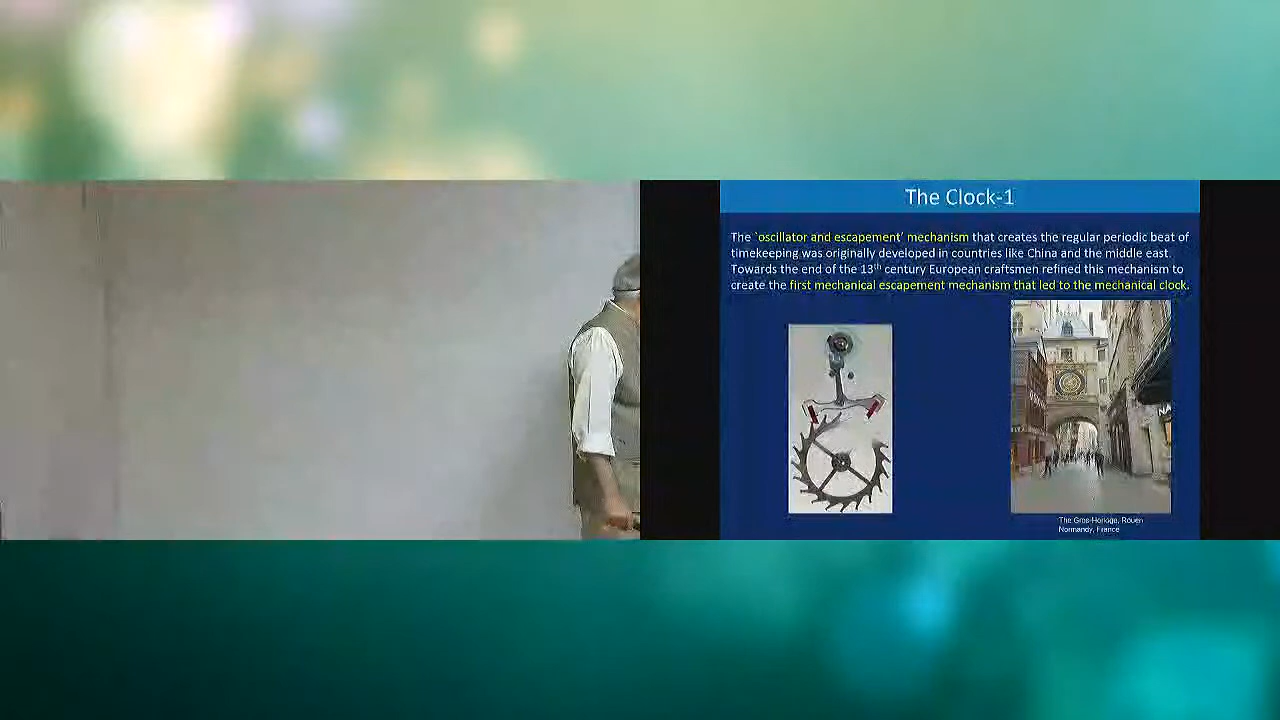 The Clock-1
The `oscillator and escapement’ mechanism that creates the regular periodic beat of
timekeeping was originally developed in countries like China and the middle east.
Towards the end of the 13th century European craftsmen refined this mechanism to
create the first mechanical escapement mechanism that led to the mechanical clock.
The Gros-Horloge, Rouen
Normandy, France